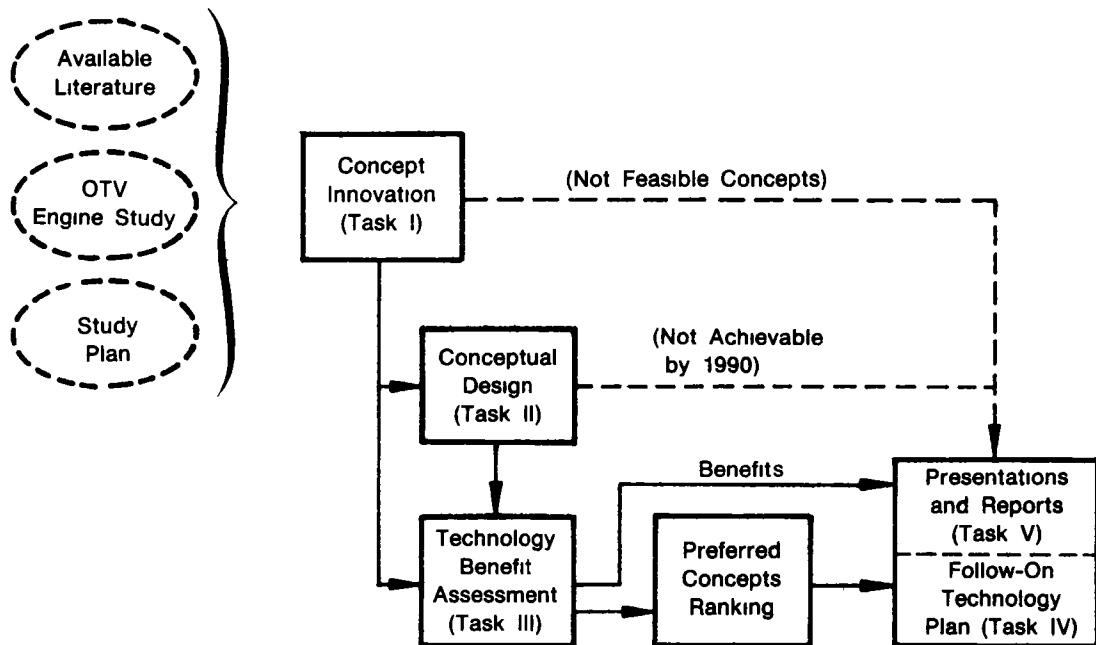 Available
Literature
OTV
Engine Study
Study
Plan
Concept
Innovation
(Task I)
(Not Feasible Concepts)
Conceptual
Design
(Task II)
(Not Achievable
by 1990)
Technology
Benefit
Assessment
(Task III)
Benefits
Preferred
Concepts
Ranking
Presentations
and Reports
(Task V)
Follow-On
Technology
Plan (Task IV)